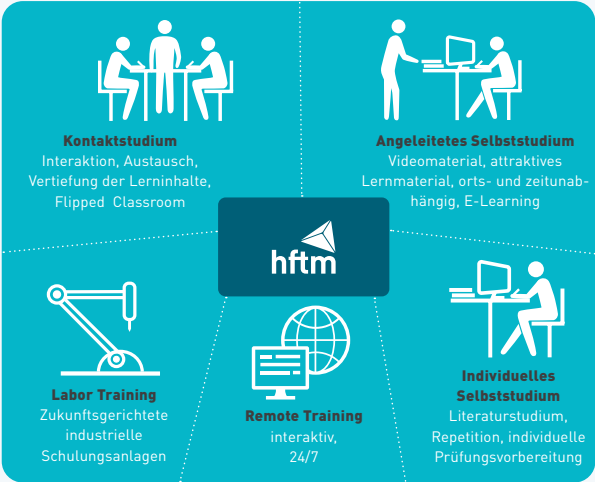 Kontaktstudium
Interaktion, Austausch,
Vertiefung der Lerninhalte,
Flipped Classroom
Angeleitetes Selbststudium
Videomaterial, attraktives
Lernmaterial, orts- und zeitunab-
hängig, E-Learning
hftm
Labor Training
Zukunftsgerichtete
industrielle
Schulungsanlagen
Remote Training
interaktiv,
24/7
Individuelles
Selbststudium
Literaturstudium,
Repetition, individuelle
Prüfungsvorbereitung